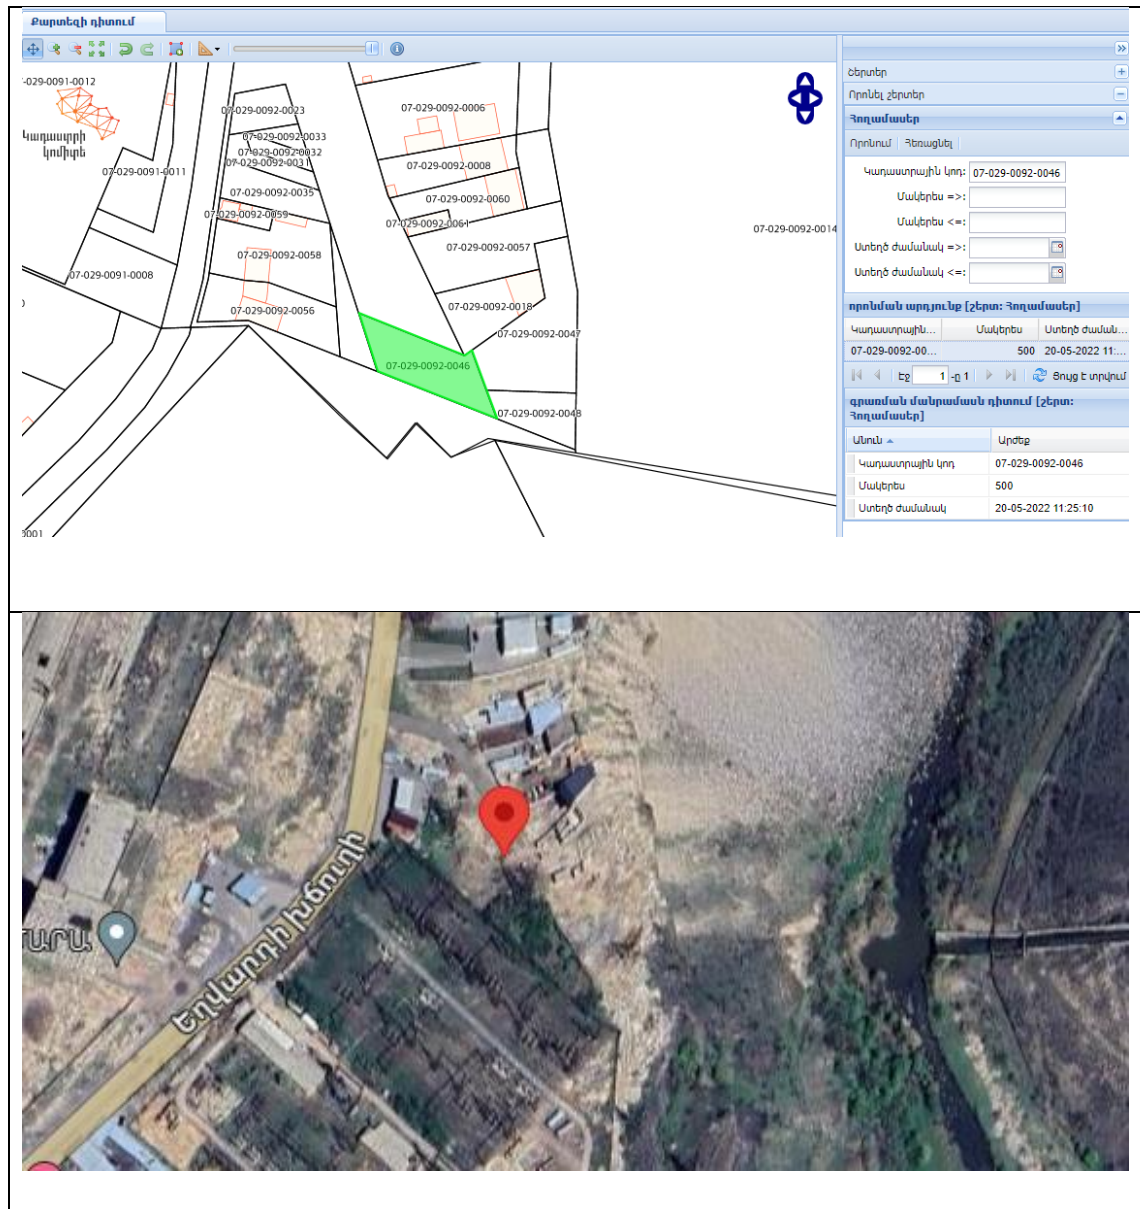 Քարտեզի դիտում
-029-0091-0012
Կադաստրի
կոմիտե
07-029-0091-0011
07-029-0091-0008
07-029-0092-0023
07-029-0092-0033
07-029-0092-0032
07-029-0092-0031
07-029-0092-0035
07-029-0092-0059
07-029-0092-0058
07-029-0092-0056
07-029-0092-0006
07-029-0092-0008
07-029-0092-0060
07-029-0092-0061
07-029-0092-0057
07-029-0092-0018
07-029-0092-0047
07-029-0092-0046
07-029-0092-0048
07-029-0092-0014
0001
Շերտեր
Որոնել շերտեր
Հողամասեր
Որոնում Հեռացնել
Կադաստրային կոդ: 07-029-0092-0046
Մակերես =>:
Մակերես <=:
Ստեղծ ժամանակ =>:
Ստեղծ ժամանակ <=:
որոնման արդյունք [շերտ: Հողամասեր]
Կադաստրային... Մակերես Ստեղծ ժաման...
07-029-0092-00... 500 20-05-2022 11:...
Էջ 1 -ը 1 Ցույց է տրվում
գրառման մանրամասն դիտում [շերտ:
Հողամասեր]
Անուն Արժեք
Կադաստրային կոդ 07-029-0092-0046
Մակերես 500
Ստեղծ ժամանակ 20-05-2022 11:25:10
Եղվարդի խճուղի
ՏԱՐԱ